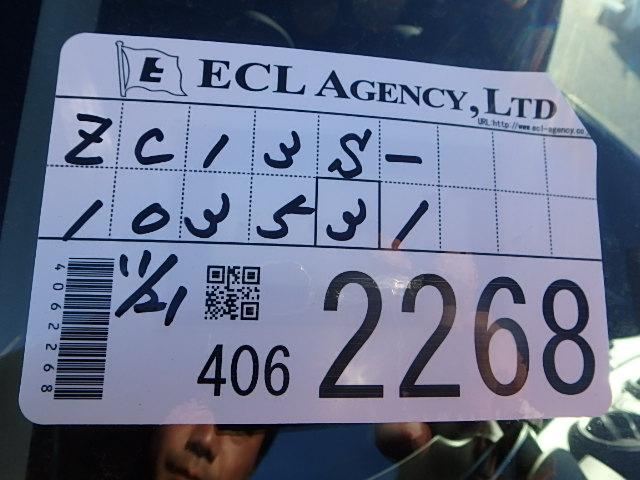 E ECL AGENCY, LTD
URL:http://www.ecl-agency.co
ZC13S-
103531
11/21
4062268
406 2268